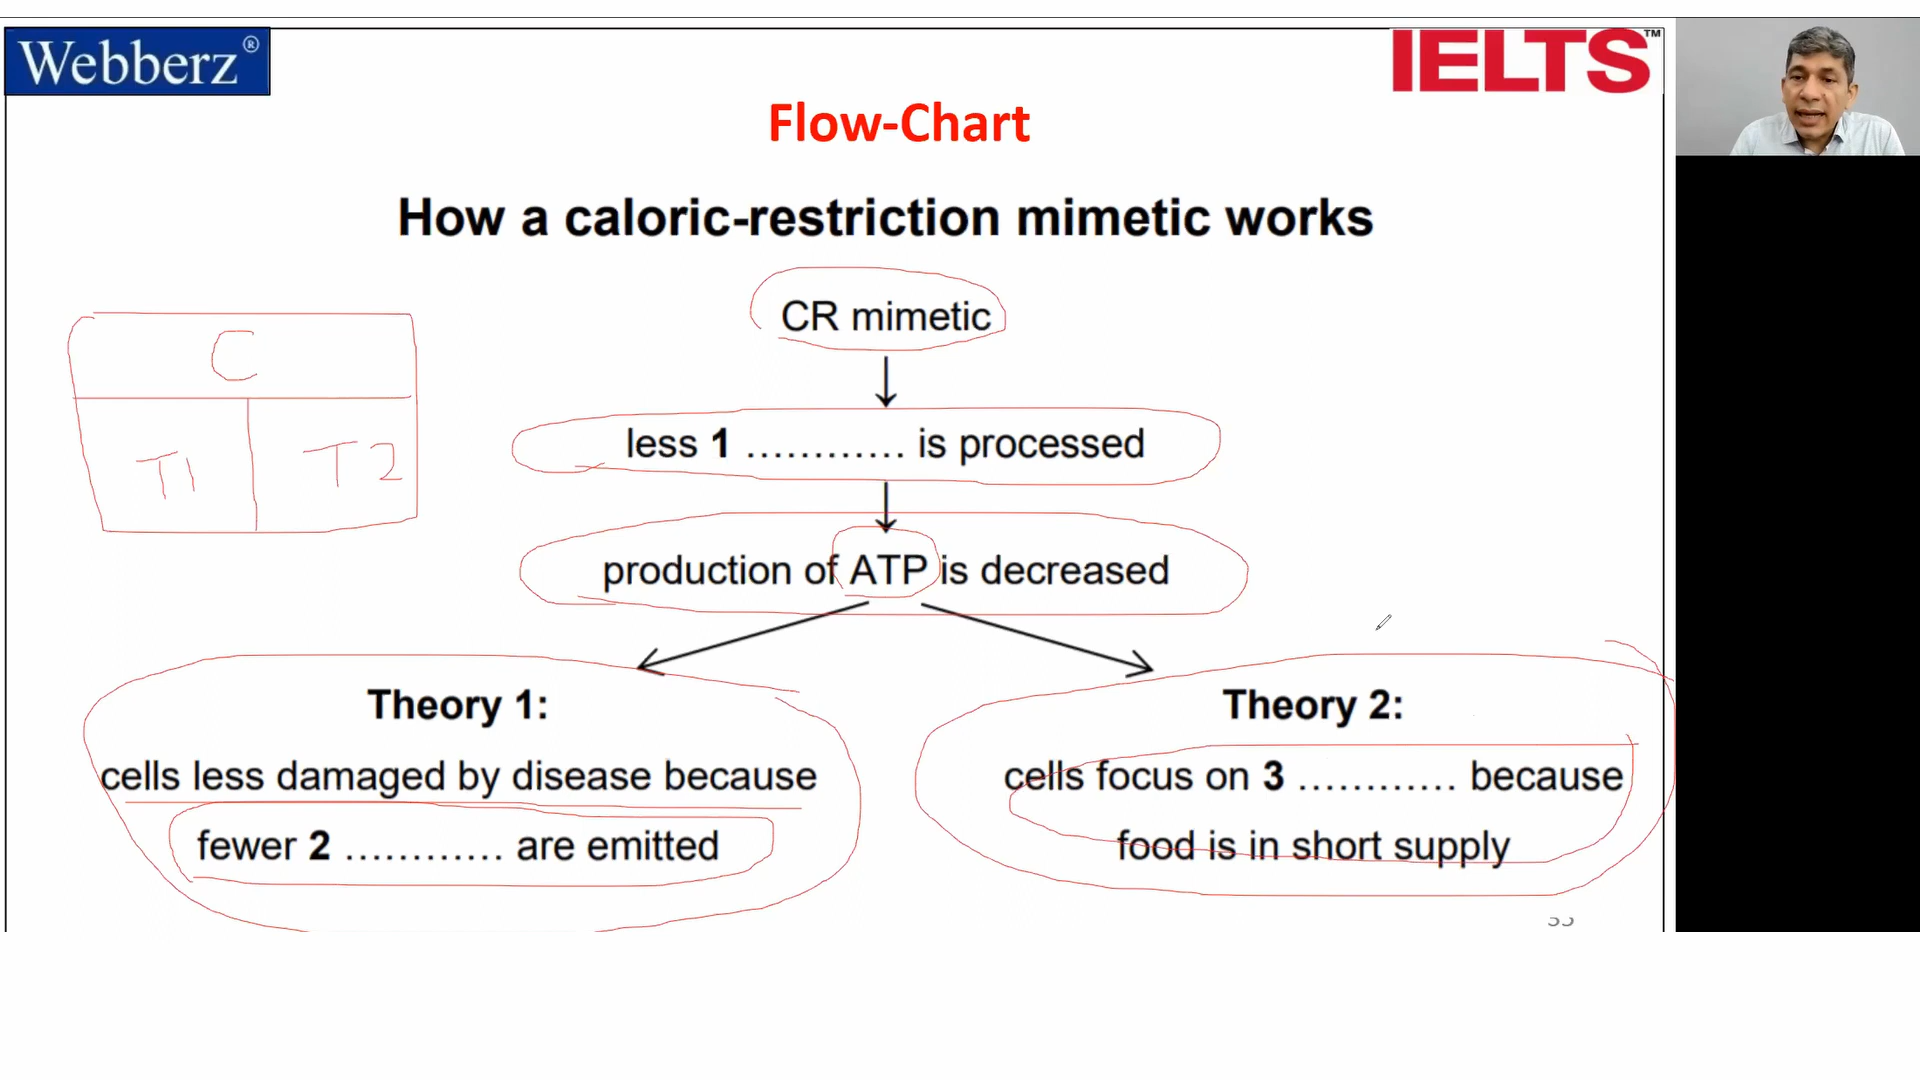 Webberz®
IELTS™
Flow-Chart
How a caloric-restriction mimetic works
CR mimetic
C
less 1 ............ is processed
T1 T2
production of ATP is decreased
Theory 1:
cells less damaged by disease because
fewer 2 ............ are emitted
Theory 2:
cells focus on 3 ............ because
food is in short supply